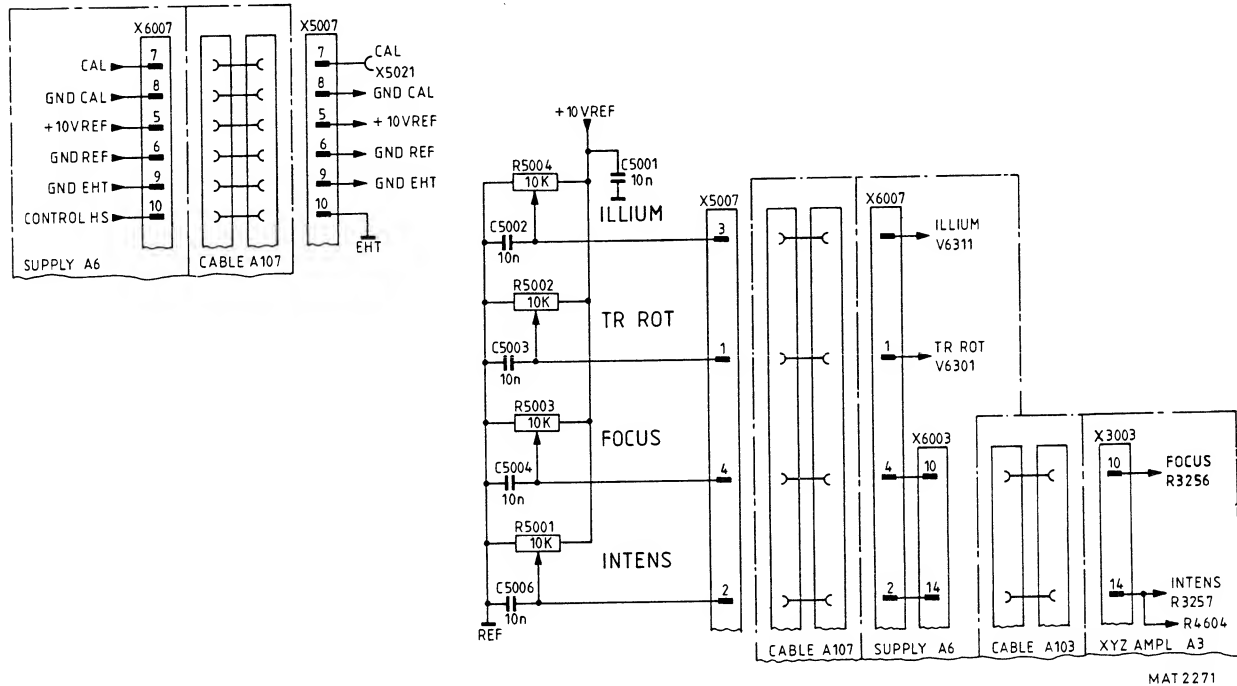 X6007
X5007
CAL
7
7
CAL
X5021
GND CAL
8
8
GND CAL
+10VREF
5
5
+10VREF
GND REF
6
6
GND REF
GND EHT
9
9
GND EHT
CONTROL HS
10
10
EHT
SUPPLY A6
CABLE A107
+10VREF
R5004
10K
C5001
10n
ILLIUM
X5007
X6007
C5002
10n
3
ILLIUM
V6311
R5002
10K
TR ROT
C5003
10n
1
1
TR ROT
V6301
R5003
10K
FOCUS
X6003
X3003
C5004
10n
4
4
10
10
FOCUS
R3256
R5001
10K
INTENS
C5006
10n
2
2
14
14
INTENS
R3257
R4604
REF
CABLE A107
SUPPLY A6
CABLE A103
XYZ AMPL A3
MAT2271